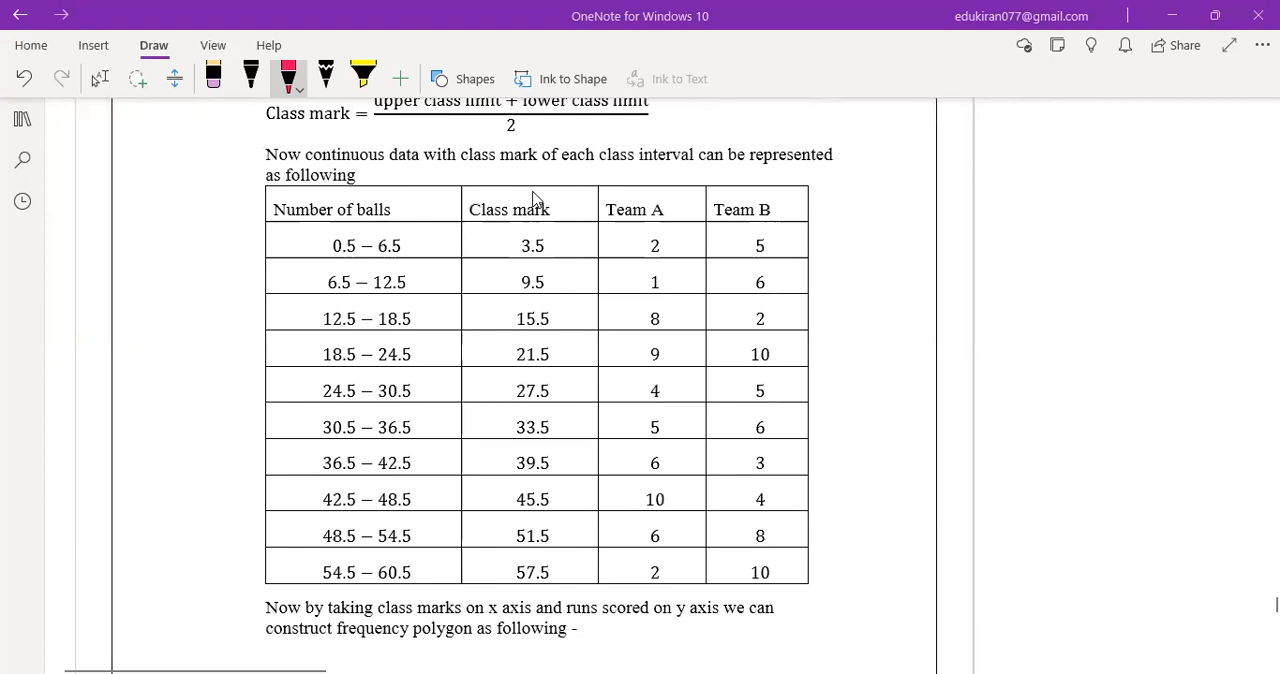 OneNote for Windows 10
edukiran077@gmail.com
Home Insert Draw View Help
Share
Shapes Ink to Shape Ink to Text
Class mark = upper class limit + lower class limit
2
Now continuous data with class mark of each class interval can be represented
as following
Number of balls Class mark Team A Team B
0.5 − 6.5 3.5 2 5
6.5 − 12.5 9.5 1 6
12.5 − 18.5 15.5 8 2
18.5 − 24.5 21.5 9 10
24.5 − 30.5 27.5 4 5
30.5 − 36.5 33.5 5 6
36.5 − 42.5 39.5 6 3
42.5 − 48.5 45.5 10 4
48.5 − 54.5 51.5 6 8
54.5 − 60.5 57.5 2 10
Now by taking class marks on x axis and runs scored on y axis we can
construct frequency polygon as following -